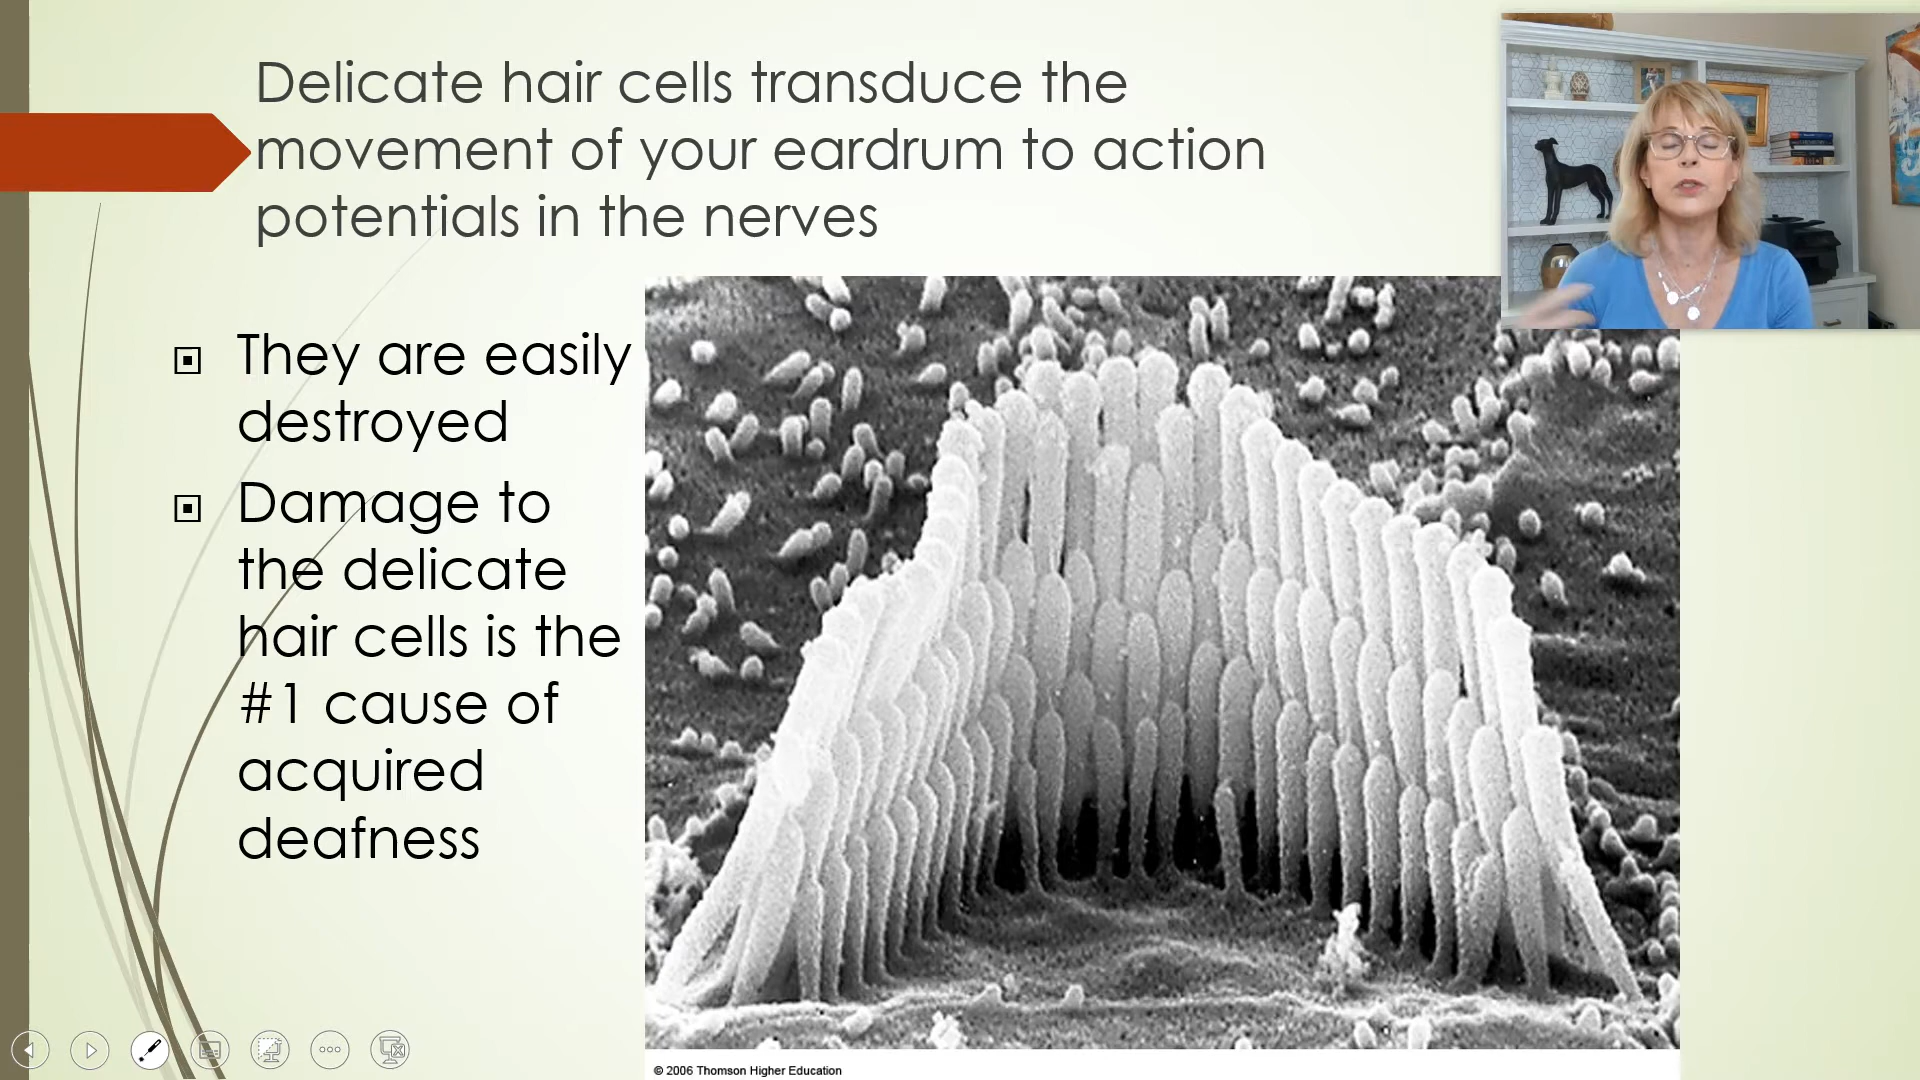 Delicate hair cells transduce the
movement of your eardrum to action
potentials in the nerves
They are easily
destroyed
Damage to
the delicate
hair cells is the
#1 cause of
acquired
deafness
© 2006 Thomson Higher Education